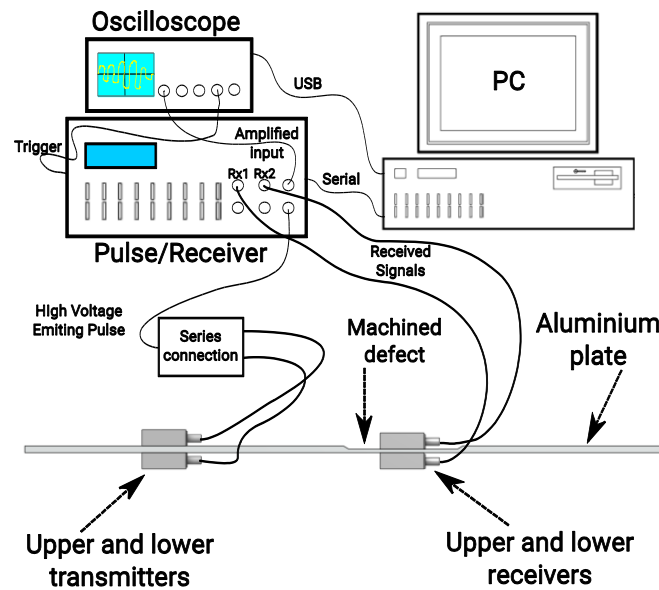 Oscilloscope
PC
USB
Trigger
Amplified
input
Rx1 Rx2
Serial
Pulse/Receiver
Received
Signals
High Voltage
Emiting Pulse
Series
connection
Machined
defect
Aluminium
plate
Upper and lower
transmitters
Upper and lower
receivers